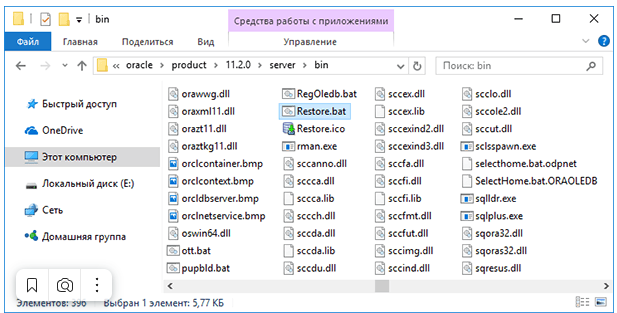 bin
Средства работы с приложениями
Файл
Главная
Поделиться
Вид
Управление
« oracle › product › 11.2.0 › server › bin
Поиск: bin
Быстрый доступ
OneDrive
Этот компьютер
Локальный диск (E:)
Сеть
Домашняя группа
orawwg.dll
oraxml11.dll
orazt11.dll
oraztkg11.dll
orclcontainer.bmp
orclcontext.bmp
orcldbserver.bmp
orclnetservice.bmp
oswin64.dll
ott.bat
pupbld.bat
RegOledb.bat
Restore.bat
Restore.ico
rman.exe
sccanno.dll
sccca.dll
sccca.lib
sccch.dll
sccda.dll
sccda.lib
sccdu.dll
sccex.dll
sccex.lib
sccexind2.dll
sccexind3.dll
sccfa.dll
sccfi.dll
sccfi.lib
sccfmt.dll
sccfut.dll
sccimg.dll
sccind.dll
scclo.dll
sccole2.dll
sccut.dll
sclsspawn.exe
selecthome.bat.odpnet
SelectHome.bat.ORAOLEDB
sqlldr.exe
sqlplus.exe
sqora32.dll
sqoras32.dll
sqresus.dll
Элементов: 396
Выбран 1 элемент: 5,77 КБ